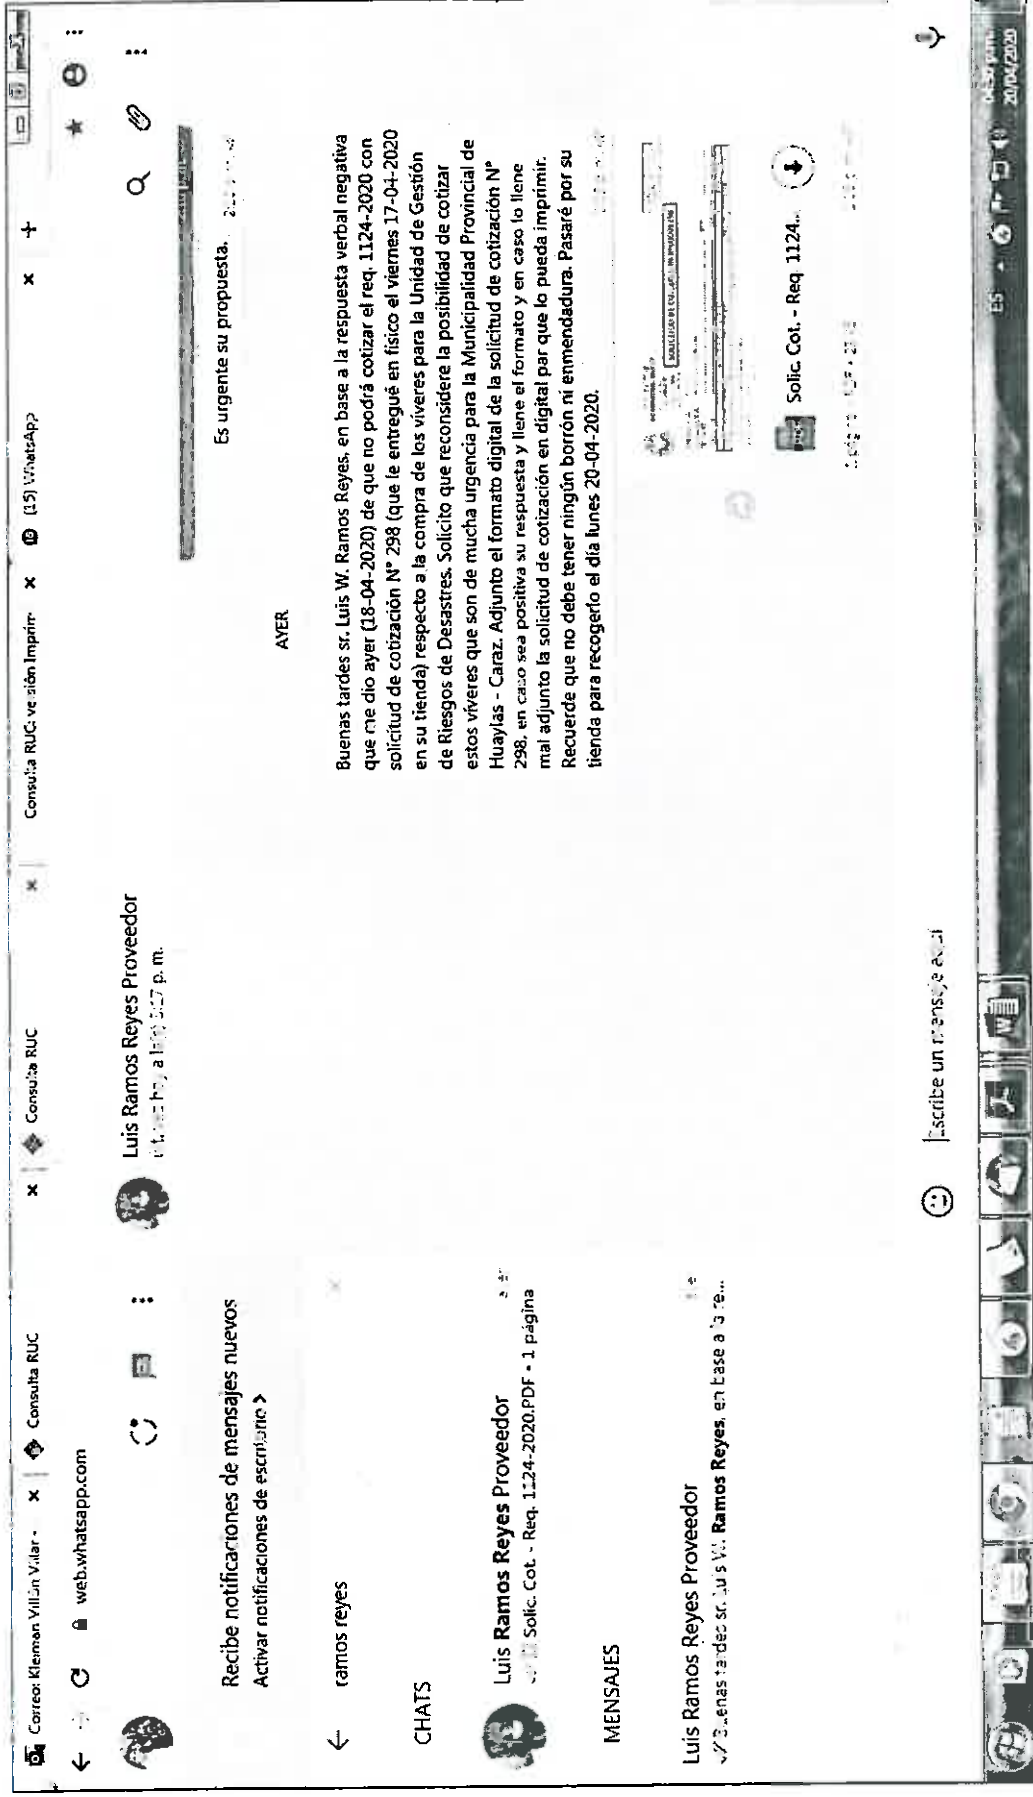 Correo: Kleman Villán Villar -
Consulta RUC
Consulta RUC
Consulta RUC: versión Imprim
(15) WhatsApp
web.whatsapp.com
Recibe notificaciones de mensajes nuevos
Activar notificaciones de escritorio >
ramos reyes
CHATS
Luis Ramos Reyes Proveedor
Solic. Cot. - Req. 1124-2020.PDF • 1 página
MENSAJES
Luis Ramos Reyes Proveedor
Buenas tardes sr. Luis W. Ramos Reyes, en base a la re...
Luis Ramos Reyes Proveedor
p. m.
Es urgente su propuesta.
AYER
Buenas tardes sr. Luis W. Ramos Reyes, en base a la respuesta verbal negativa
que me dio ayer (18-04-2020) de que no podrá cotizar el req. 1124-2020 con
solicitud de cotización N° 298 (que le entregué en físico el viernes 17-04-2020
en su tienda) respecto a la compra de los víveres para la Unidad de Gestión
de Riesgos de Desastres. Solicito que reconsidere la posibilidad de cotizar
estos víveres que son de mucha urgencia para la Municipalidad Provincial de
Huaylas - Caraz. Adjunto el formato digital de la solicitud de cotización N°
298, en caso sea positiva su respuesta y llene el formato y en caso lo llene
mal adjunto la solicitud de cotización en digital par que lo pueda imprimir.
Recuerde que no debe tener ningún borrón ni enmendadura. Pasaré por su
tienda para recogerlo el día lunes 20-04-2020.
Solic. Cot. - Req. 1124...
Escribe un mensaje aquí
ES
20/04/2020